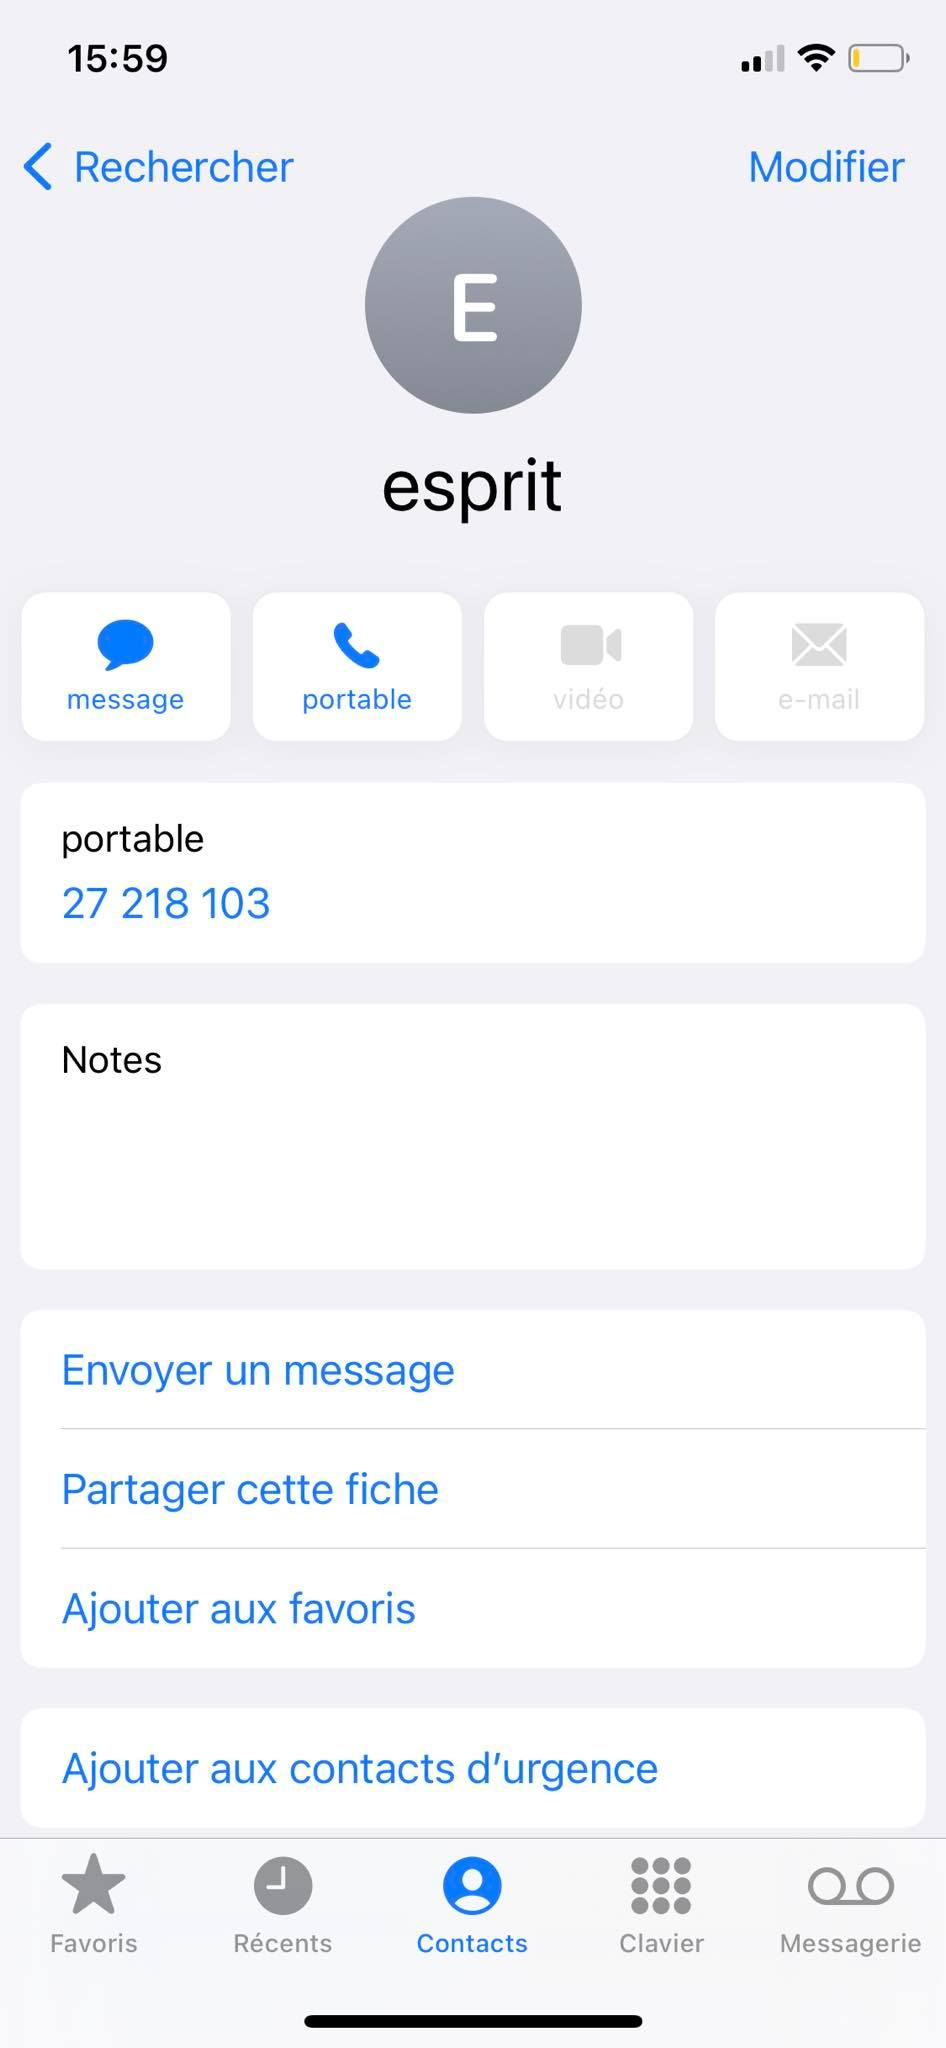 15:59
Rechercher
Modifier
E
esprit
message
portable
vidéo
e-mail
portable
27 218 103
Notes
Envoyer un message
Partager cette fiche
Ajouter aux favoris
Ajouter aux contacts d’urgence
Favoris
Récents
Contacts
Clavier
Messagerie